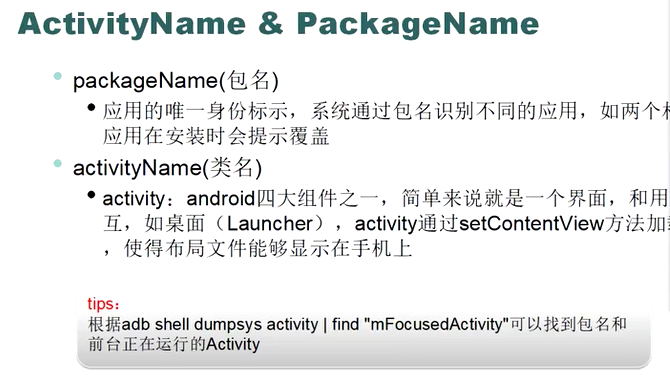 ActivityName & PackageName
packageName(包名)
应用的唯一身份标示，系统通过包名识别不同的应用，如两个
应用在安装时会提示覆盖
activityName(类名)
activity：android四大组件之一，简单来说就是一个界面，和用
互，如桌面（Launcher），activity通过setContentView方法加
，使得布局文件能够显示在手机上
tips：
根据adb shell dumpsys activity | find "mFocusedActivity"可以找到包名和
前台正在运行的Activity